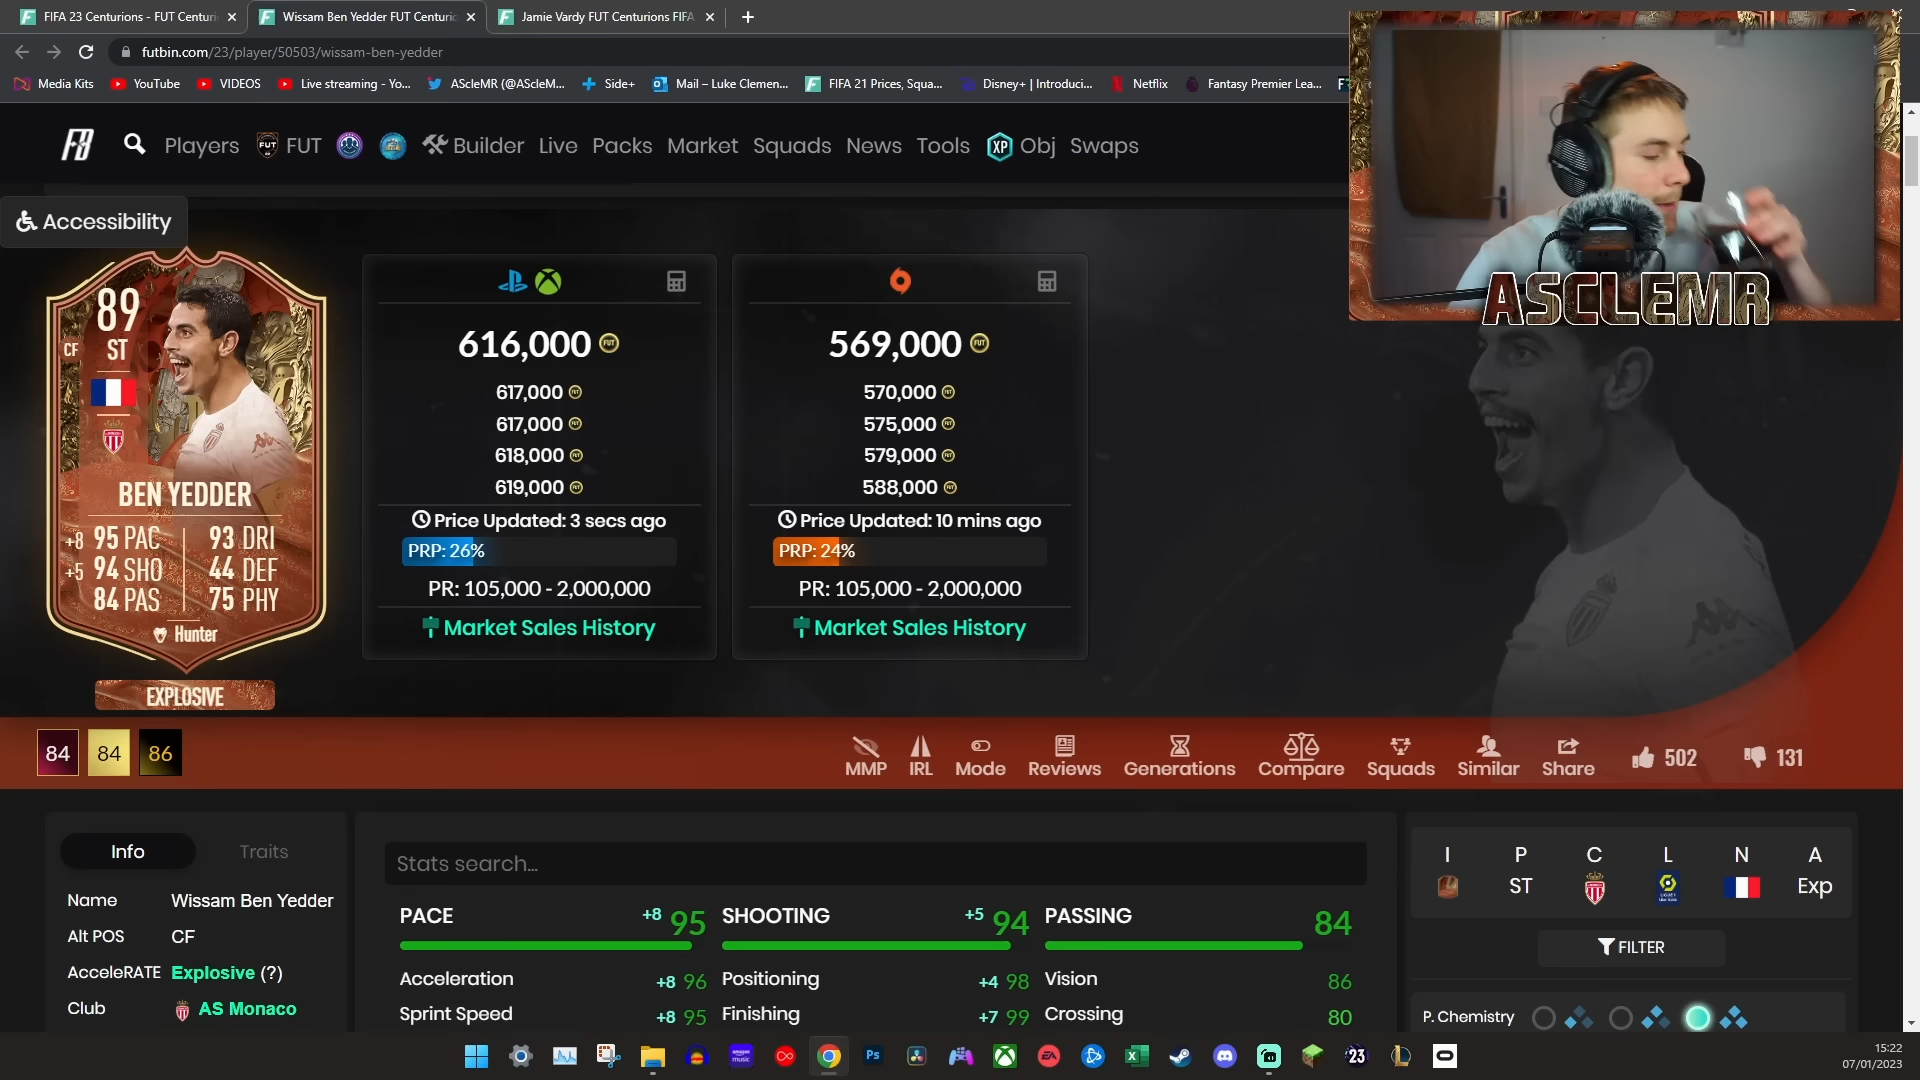 FIFA 23 Centurions - FUT Centuri
Wissam Ben Yedder FUT Centurio
Jamie Vardy FUT Centurions FIFA
futbin.com/23/player/50503/wissam-ben-yedder
Media Kits
YouTube
VIDEOS
Live streaming - Yo...
AScleMR (@AScleM...
Side+
Mail – Luke Clemen...
FIFA 21 Prices, Squa...
Disney+ | Introduci...
Netflix
Fantasy Premier Lea...
Players FUT Builder Live Packs Market Squads News Tools XP Obj Swaps
ASCLEMR
Accessibility
89
CF ST
BEN YEDDER
+8 95 PAC 93 DRI
+5 94 SHO 44 DEF
84 PAS 75 PHY
Hunter
EXPLOSIVE
616,000
617,000
617,000
618,000
619,000
Price Updated: 3 secs ago
PRP: 26%
PR: 105,000 - 2,000,000
Market Sales History
569,000
570,000
575,000
579,000
588,000
Price Updated: 10 mins ago
PRP: 24%
PR: 105,000 - 2,000,000
Market Sales History
84 84 86
MMP IRL Mode Reviews Generations Compare Squads Similar Share 502 131
Info Traits
Name Wissam Ben Yedder
Alt POS CF
AcceleRATE Explosive (?)
Club AS Monaco
Stats search...
PACE +8 95
Acceleration +8 96
Sprint Speed +8 95
SHOOTING +5 94
Positioning +4 98
Finishing +7 99
PASSING 84
Vision 86
Crossing 80
I P C L N A
ST Exp
FILTER
P. Chemistry
15:22
07/01/2023